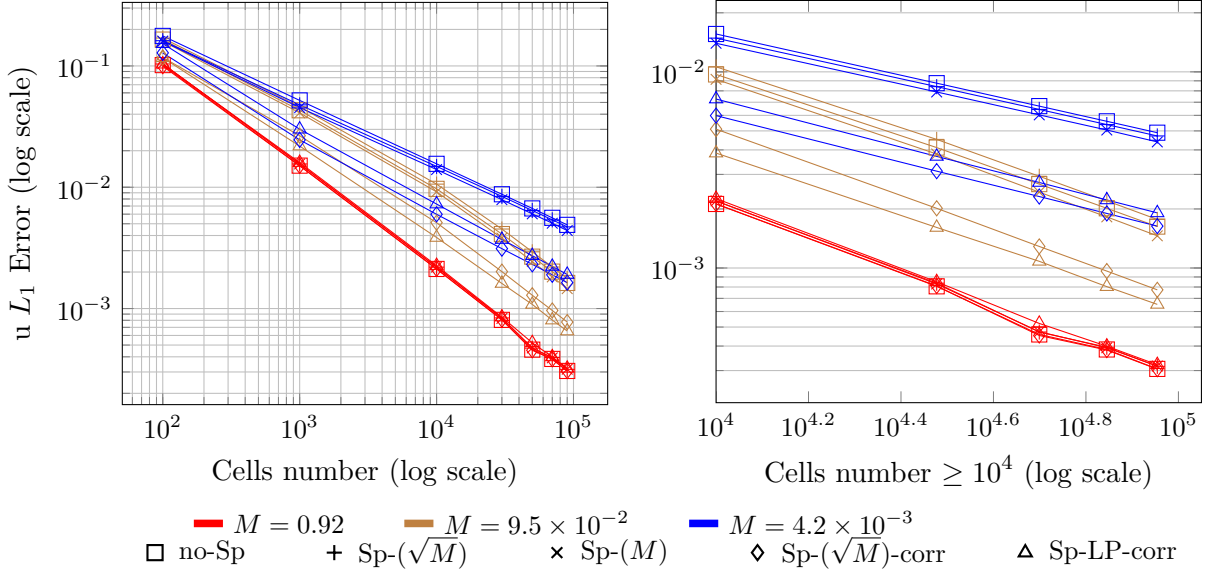 u $L_1$ Error (log scale)
$10^{-1}$
$10^{-2}$
$10^{-3}$
$10^2$ $10^3$ $10^4$ $10^5$
Cells number (log scale)
$10^{-2}$
$10^{-3}$
$10^4$ $10^{4.2}$ $10^{4.4}$ $10^{4.6}$ $10^{4.8}$ $10^5$
Cells number $\geq 10^4$ (log scale)
$M = 0.92$ $M = 9.5 \times 10^{-2}$ $M = 4.2 \times 10^{-3}$
no-Sp Sp-($\sqrt{M}$) Sp-($M$) Sp-($\sqrt{M}$)-corr Sp-LP-corr